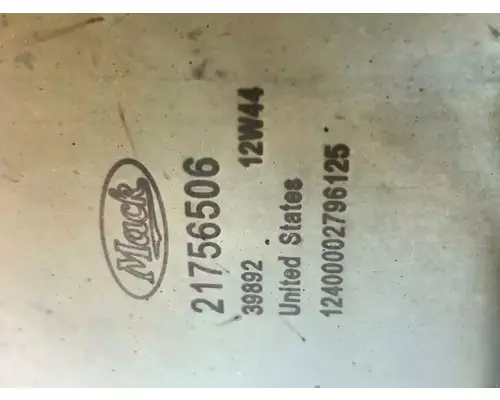 Mack
21756506
39892 12W44
United States
12400002796125